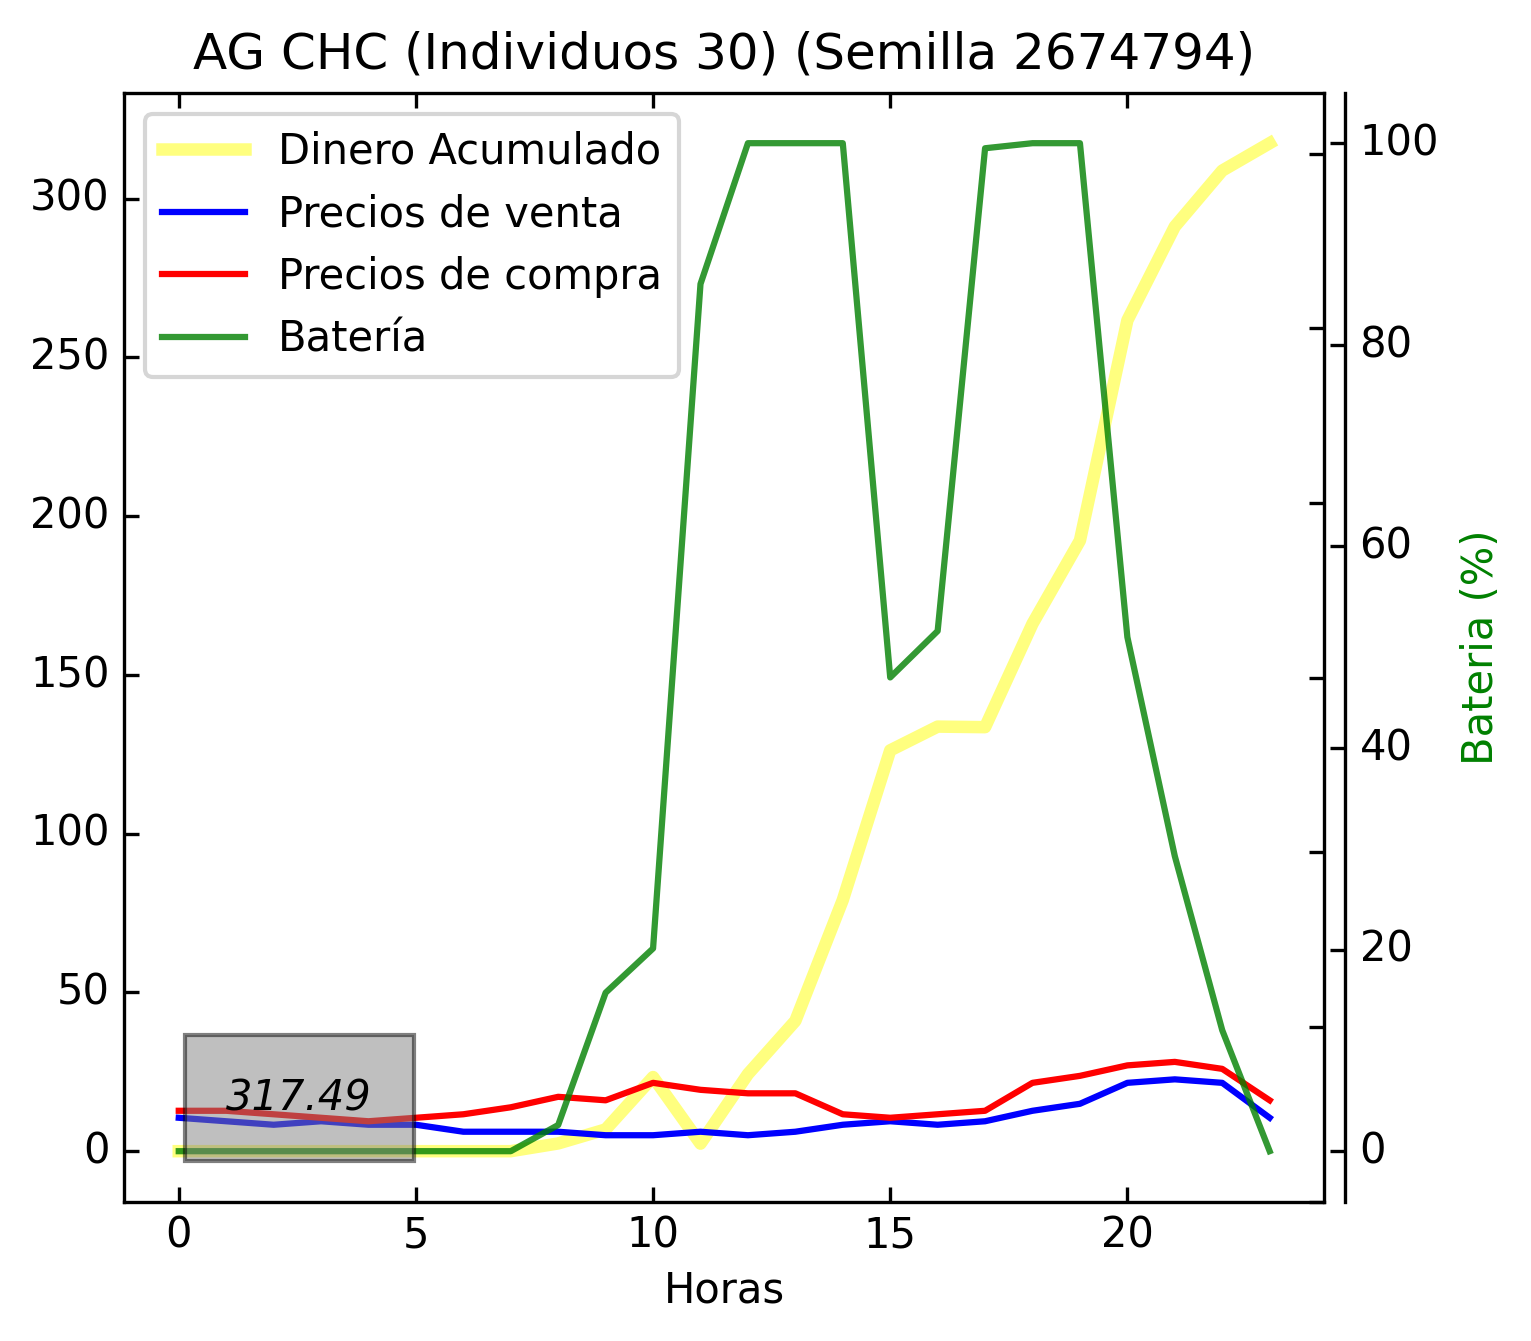 AG CHC (Individuos 30) (Semilla 2674794)
Dinero Acumulado
Precios de venta
Precios de compra
Batería
300
250
200
150
100
50
0
317.49
100
80
60
40
20
0
Bateria (%)
0 5 10 15 20
Horas